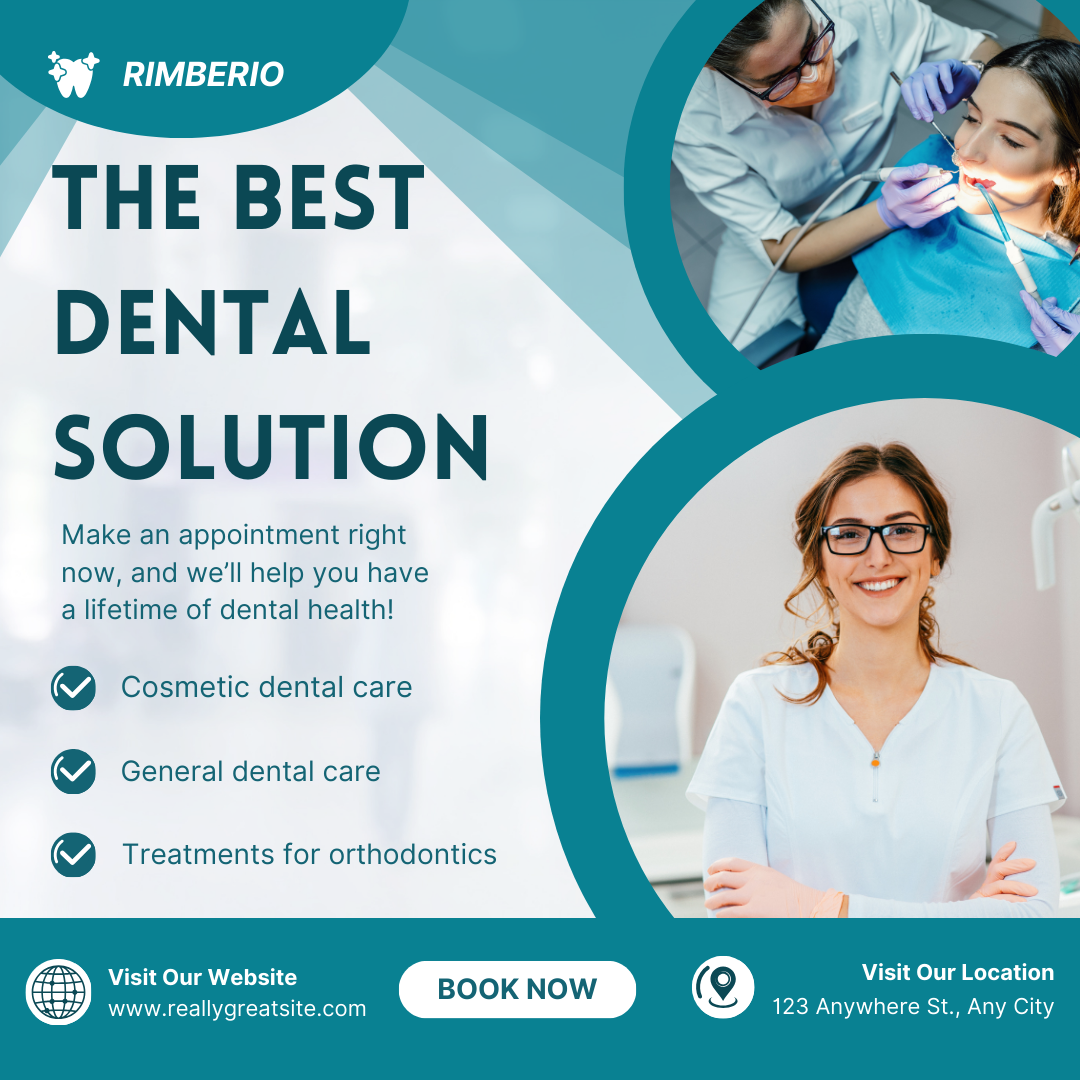 RIMBERIO
THE BEST
DENTAL
SOLUTION
Make an appointment right
now, and we’ll help you have
a lifetime of dental health!
Cosmetic dental care
General dental care
Treatments for orthodontics
Visit Our Website
www.reallygreatsite.com
BOOK NOW
Visit Our Location
123 Anywhere St., Any City